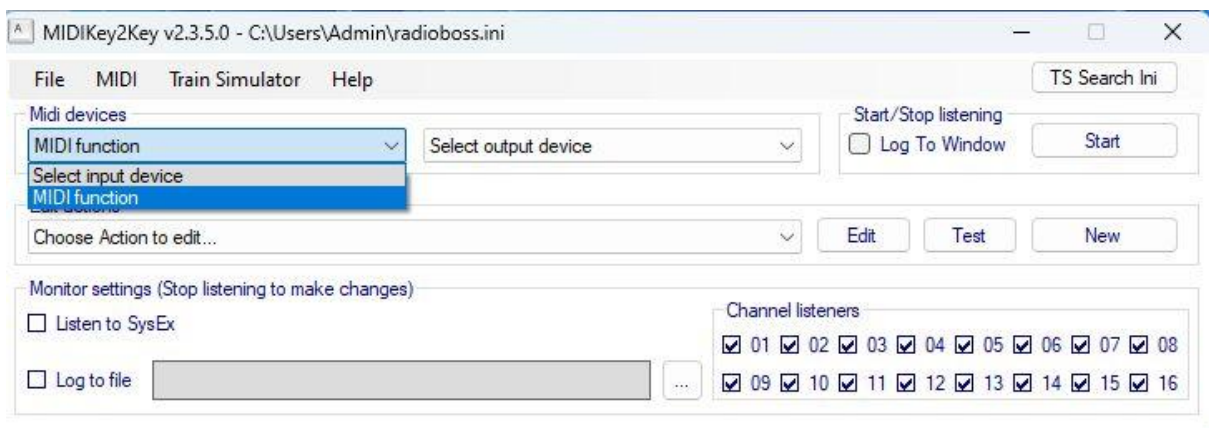 MIDIKey2Key v2.3.5.0 - C:\Users\Admin\radioboss.ini
File MIDI Train Simulator Help TS Search Ini
Midi devices
MIDI function
Select input device
MIDI function
Select output device
Start/Stop listening
Log To Window Start
Edit actions
Choose Action to edit... Edit Test New
Monitor settings (Stop listening to make changes)
Listen to SysEx
Log to file ...
Channel listeners
01 02 03 04 05 06 07 08
09 10 11 12 13 14 15 16